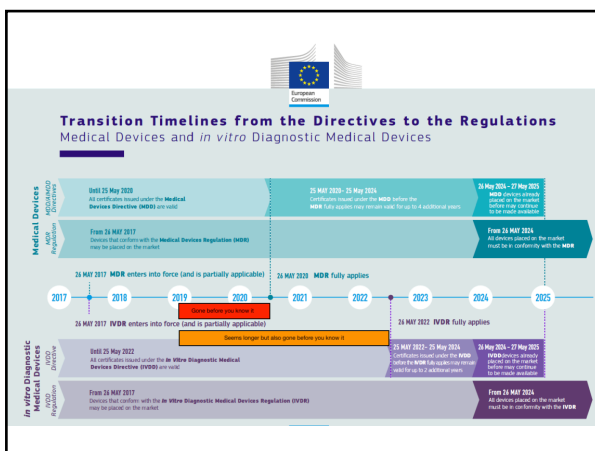 European
Commission
Transition Timelines from the Directives to the Regulations
Medical Devices and in vitro Diagnostic Medical Devices
Medical Devices
MDD/AIMDD
Directives
Until 25 May 2020
All certificates issued under the Medical
Devices Directive (MDD) are valid
25 MAY 2020- 25 May 2024
Certificates issued under the MDD before the
MDR fully applies may remain valid for up to 4 additional years
26 May 2024 – 27 May 2025
MDD devices already
placed on the market
before may continue
to be made available
MDR
Regulation
From 26 MAY 2017
Devices that conform with the Medical Devices Regulation (MDR)
may be placed on the market
From 26 MAY 2024
All devices placed on the market
must be in conformity with the MDR
26 MAY 2017 MDR enters into force (and is partially applicable)
26 MAY 2020 MDR fully applies
2017
2018
2019
2020
2021
2022
2023
2024
2025
Gone before you know it
26 MAY 2017 IVDR enters into force (and is partially applicable)
26 MAY 2022 IVDR fully applies
Seems longer but also gone before you know it
in vitro Diagnostic
Medical Devices
IVDD
Directive
Until 25 May 2022
All certificates issued under the In Vitro Diagnostic Medical
Devices Directive (IVDD) are valid
25 MAY 2022– 25 May 2024
Certificates issued under the IVDD
before the IVDR fully applies may remain
valid for up to 2 additional years
26 May 2024 – 27 May 2025
IVDD devices already
placed on the market
before may continue
to be made available
IVDD
Regulation
From 26 MAY 2017
Devices that conform with the In Vitro Diagnostic Medical Devices Regulation (IVDR)
may be placed on the market
From 26 MAY 2024
All devices placed on the market
must be in conformity with the IVDR